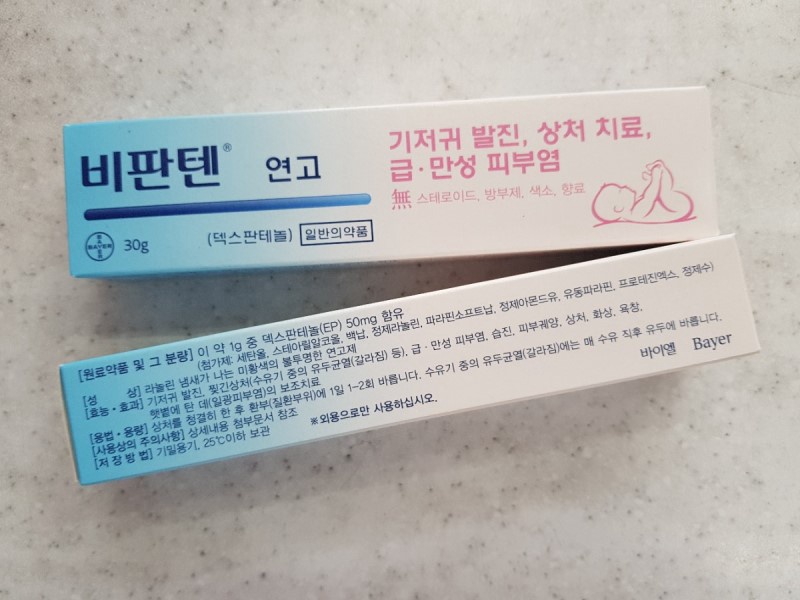 비판텐® 연고
기저귀 발진, 상처 치료,
급·만성 피부염
無 스테로이드, 방부제, 색소, 향료
BAYER 30g (덱스판테놀) 일반의약품
[원료약품 및 그 분량] 이 약 1g 중 덱스판테놀(EP) 50mg 함유
(첨가제: 세탄올, 스테아릴알코올, 백납, 정제라놀린, 파라핀소프트납, 정제아몬드유, 유동파라핀, 프로테진엑스, 정제수)
[성 상] 라놀린 냄새가 나는 미황색의 불투명한 연고제
[효능·효과] 기저귀 발진, 찢긴상처(수유기 중의 유두균열(갈라짐) 등), 급·만성 피부염, 습진, 피부궤양, 상처, 화상, 욕창,
햇볕에 탄 데(일광피부염)의 보조치료
[용법·용량] 상처를 청결히 한 후 환부(질환부위)에 1일 1-2회 바릅니다. 수유기 중의 유두균열(갈라짐)에는 매 수유 직후 유두에 바릅니다.
[사용상의 주의사항] 상세내용 첨부문서 참조
[저 장 방 법] 기밀용기, 25℃이하 보관
※외용으로만 사용하십시오.
바이엘 Bayer